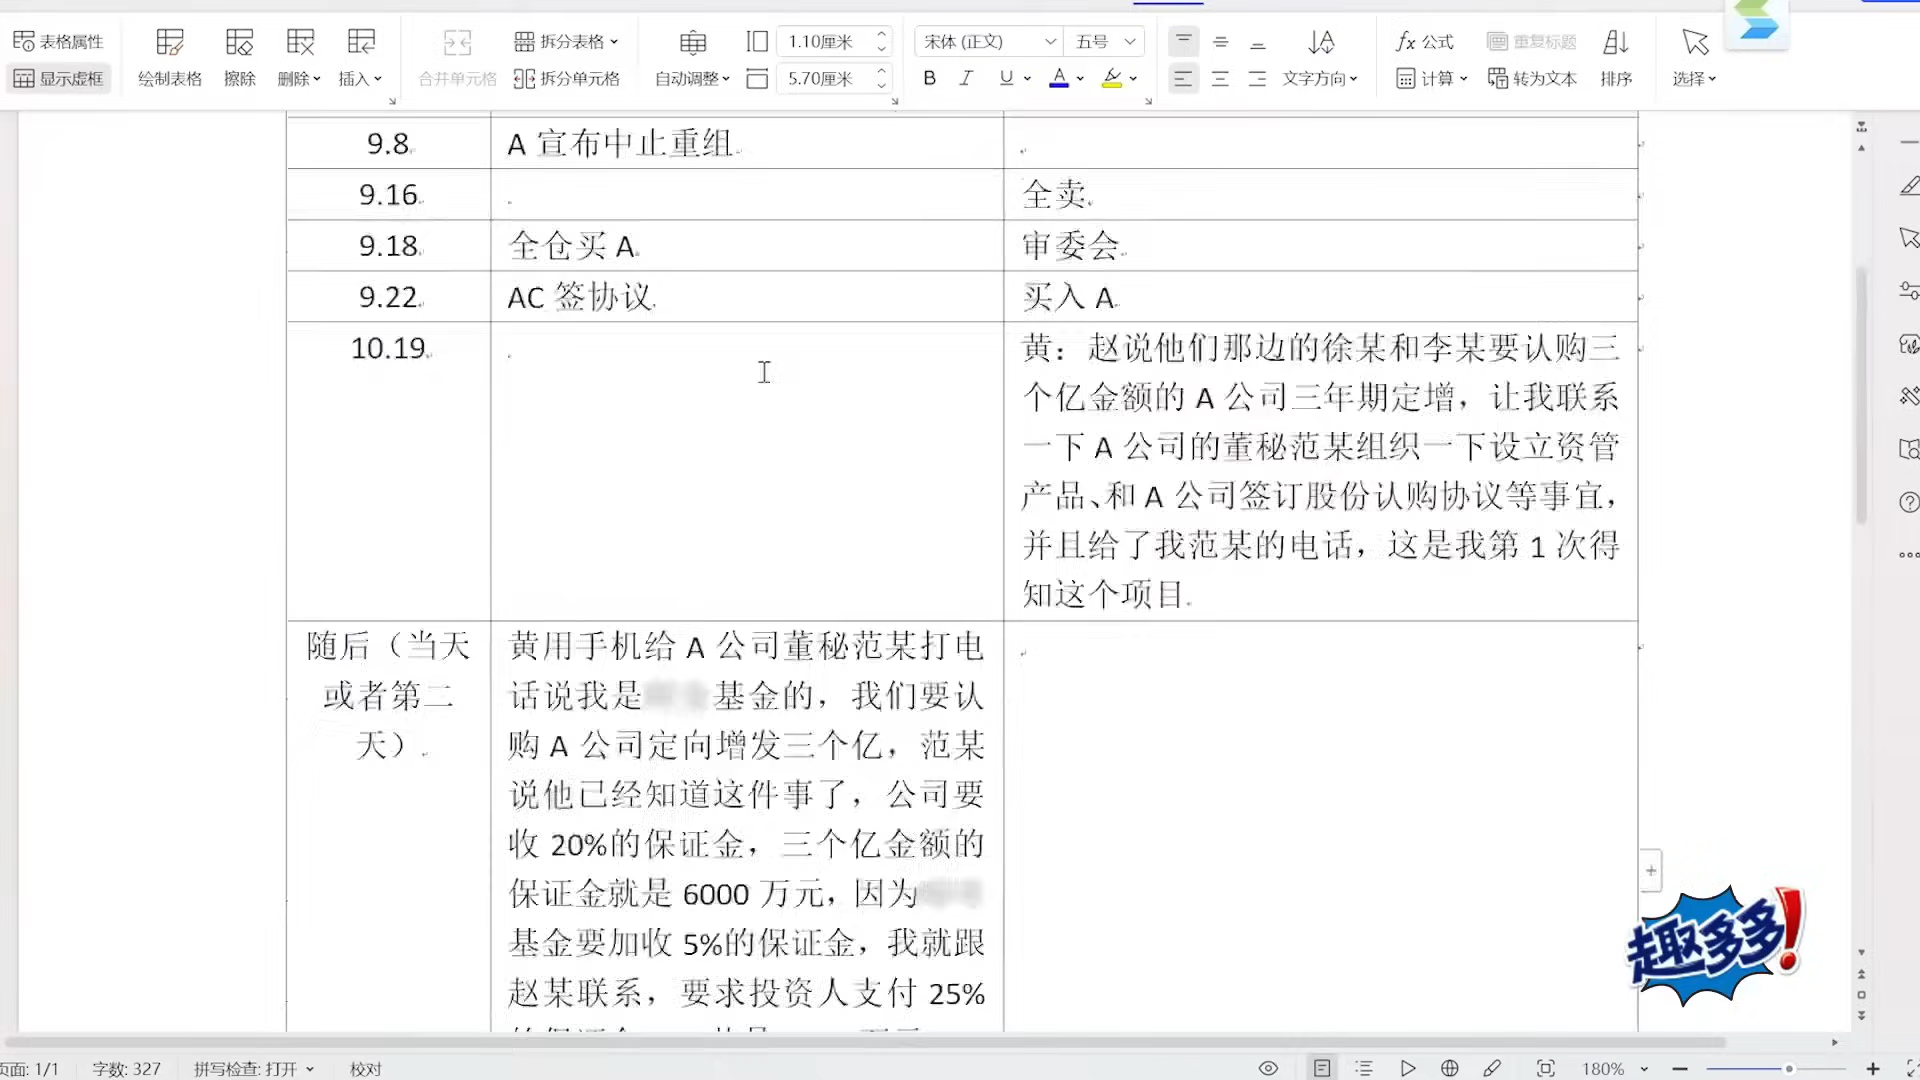 表格属性
绘制表格
擦除
删除
插入
合并单元格
拆分表格
拆分单元格
自动调整
1.10厘米
5.70厘米
宋体 (正文)
五号
B I U A
文字方向
fx 公式
计算
重复标题
转为文本
排序
选择
显示虚框
9.8 A 宣布中止重组
9.16 全卖
9.18 全仓买 A 审委会
9.22 AC 签协议 买入 A
10.19
黄：赵说他们那边的徐某和李某要认购三
个亿金额的 A 公司三年期定增，让我联系
一下 A 公司的董秘范某组织一下设立资管
产品、和 A 公司签订股份认购协议等事宜，
并且给了我范某的电话，这是我第 1 次得
知这个项目
随后（当天
或者第二
天）
黄用手机给 A 公司董秘范某打电
话说我是 基金的，我们要认
购 A 公司定向增发三个亿，范某
说他已经知道这件事了，公司要
收 20%的保证金，三个亿金额的
保证金就是 6000 万元，因为
基金要加收 5%的保证金，我就跟
赵某联系，要求投资人支付 25%
趣多多!
页面: 1/1
字数: 327
拼写检查: 打开
校对
180%